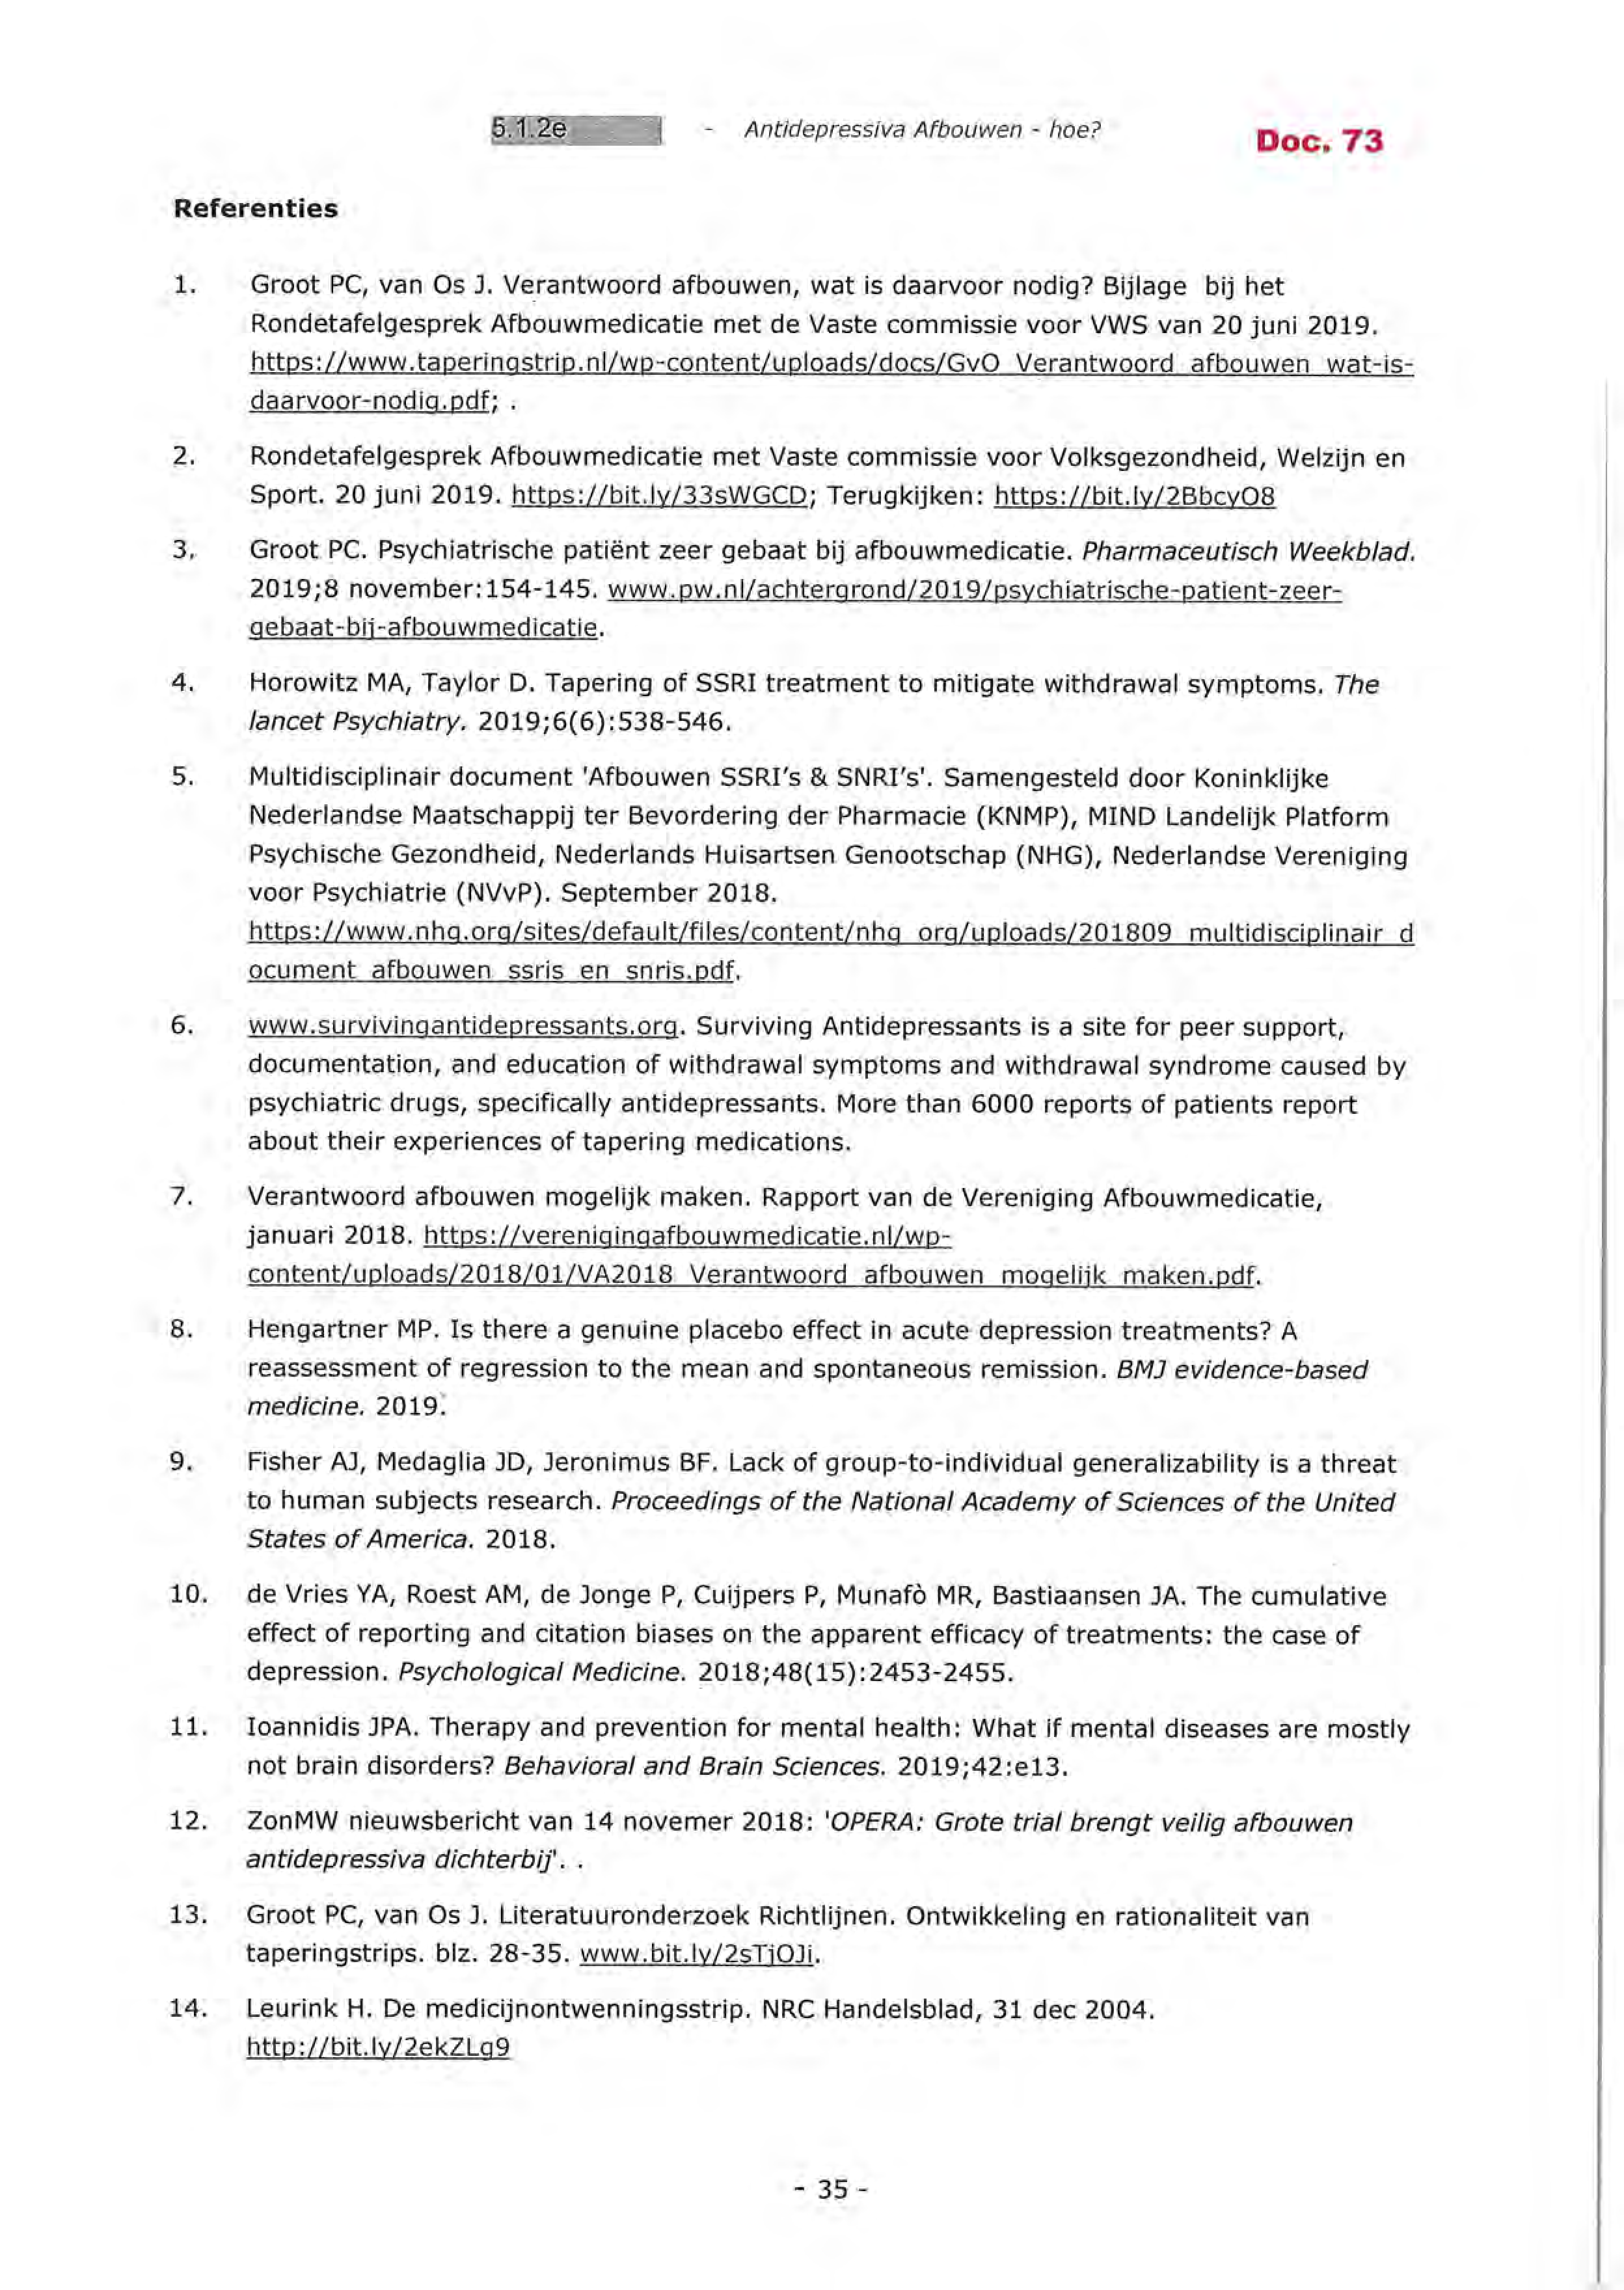 5.1.2e - Antidepressiva Afbouwen - hoe? Doc. 73
Referenties
1. Groot PC, van Os J. Verantwoord afbouwen, wat is daarvoor nodig? Bijlage bij het
Rondetafelgesprek Afbouwmedicatie met de Vaste commissie voor VWS van 20 juni 2019.
https://www.taperingstrip.nl/wp-content/uploads/docs/GvO_Verantwoord_afbouwen_wat-is-
daarvoor-nodig.pdf; .
2. Rondetafelgesprek Afbouwmedicatie met Vaste commissie voor Volksgezondheid, Welzijn en
Sport. 20 juni 2019. https://bit.ly/33sWGCD; Terugkijken: https://bit.ly/2BbcyO8
3. Groot PC. Psychiatrische patiënt zeer gebaat bij afbouwmedicatie. Pharmaceutisch Weekblad.
2019;8 november:154-145. www.pw.nl/achtergrond/2019/psychiatrische-patient-zeer-
gebaat-bij-afbouwmedicatie.
4. Horowitz MA, Taylor D. Tapering of SSRI treatment to mitigate withdrawal symptoms. The
lancet Psychiatry. 2019;6(6):538-546.
5. Multidisciplinair document 'Afbouwen SSRI's & SNRI's'. Samengesteld door Koninklijke
Nederlandse Maatschappij ter Bevordering der Pharmacie (KNMP), MIND Landelijk Platform
Psychische Gezondheid, Nederlands Huisartsen Genootschap (NHG), Nederlandse Vereniging
voor Psychiatrie (NVvP). September 2018.
https://www.nhg.org/sites/default/files/content/nhg_org/uploads/201809_multidisciplinair_d
ocument_afbouwen_ssris_en_snris.pdf.
6. www.survivingantidepressants.org. Surviving Antidepressants is a site for peer support,
documentation, and education of withdrawal symptoms and withdrawal syndrome caused by
psychiatric drugs, specifically antidepressants. More than 6000 reports of patients report
about their experiences of tapering medications.
7. Verantwoord afbouwen mogelijk maken. Rapport van de Vereniging Afbouwmedicatie,
januari 2018. https://verenigingafbouwmedicatie.nl/wp-
content/uploads/2018/01/VA2018_Verantwoord_afbouwen_mogelijk_maken.pdf.
8. Hengartner MP. Is there a genuine placebo effect in acute depression treatments? A
reassessment of regression to the mean and spontaneous remission. BMJ evidence-based
medicine. 2019.
9. Fisher AJ, Medaglia JD, Jeronimus BF. Lack of group-to-individual generalizability is a threat
to human subjects research. Proceedings of the National Academy of Sciences of the United
States of America. 2018.
10. de Vries YA, Roest AM, de Jonge P, Cuijpers P, Munafò MR, Bastiaansen JA. The cumulative
effect of reporting and citation biases on the apparent efficacy of treatments: the case of
depression. Psychological Medicine. 2018;48(15):2453-2455.
11. Ioannidis JPA. Therapy and prevention for mental health: What if mental diseases are mostly
not brain disorders? Behavioral and Brain Sciences. 2019;42:e13.
12. ZonMW nieuwsbericht van 14 novemer 2018: 'OPERA: Grote trial brengt veilig afbouwen
antidepressiva dichterbij'. .
13. Groot PC, van Os J. Literatuuronderzoek Richtlijnen. Ontwikkeling en rationaliteit van
taperingstrips. blz. 28-35. www.bit.ly/2sTjOJi.
14. Leurink H. De medicijnontwenningsstrip. NRC Handelsblad, 31 dec 2004.
http://bit.ly/2ekZLg9
- 35 -